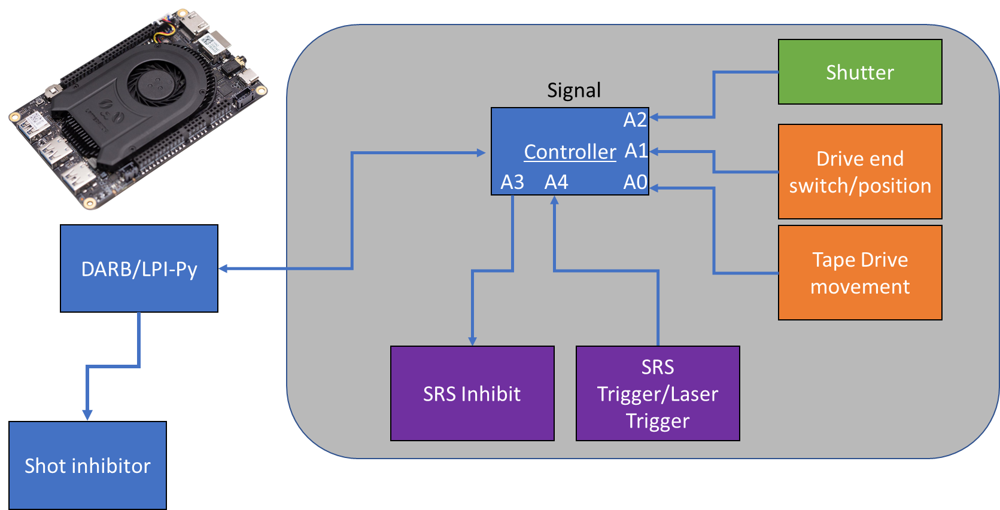 Signal
Controller
A2
A1
A0
A3
A4
Shutter
Drive end
switch/position
Tape Drive
movement
DARB/LPI-Py
SRS Inhibit
SRS
Trigger/Laser
Trigger
Shot inhibitor